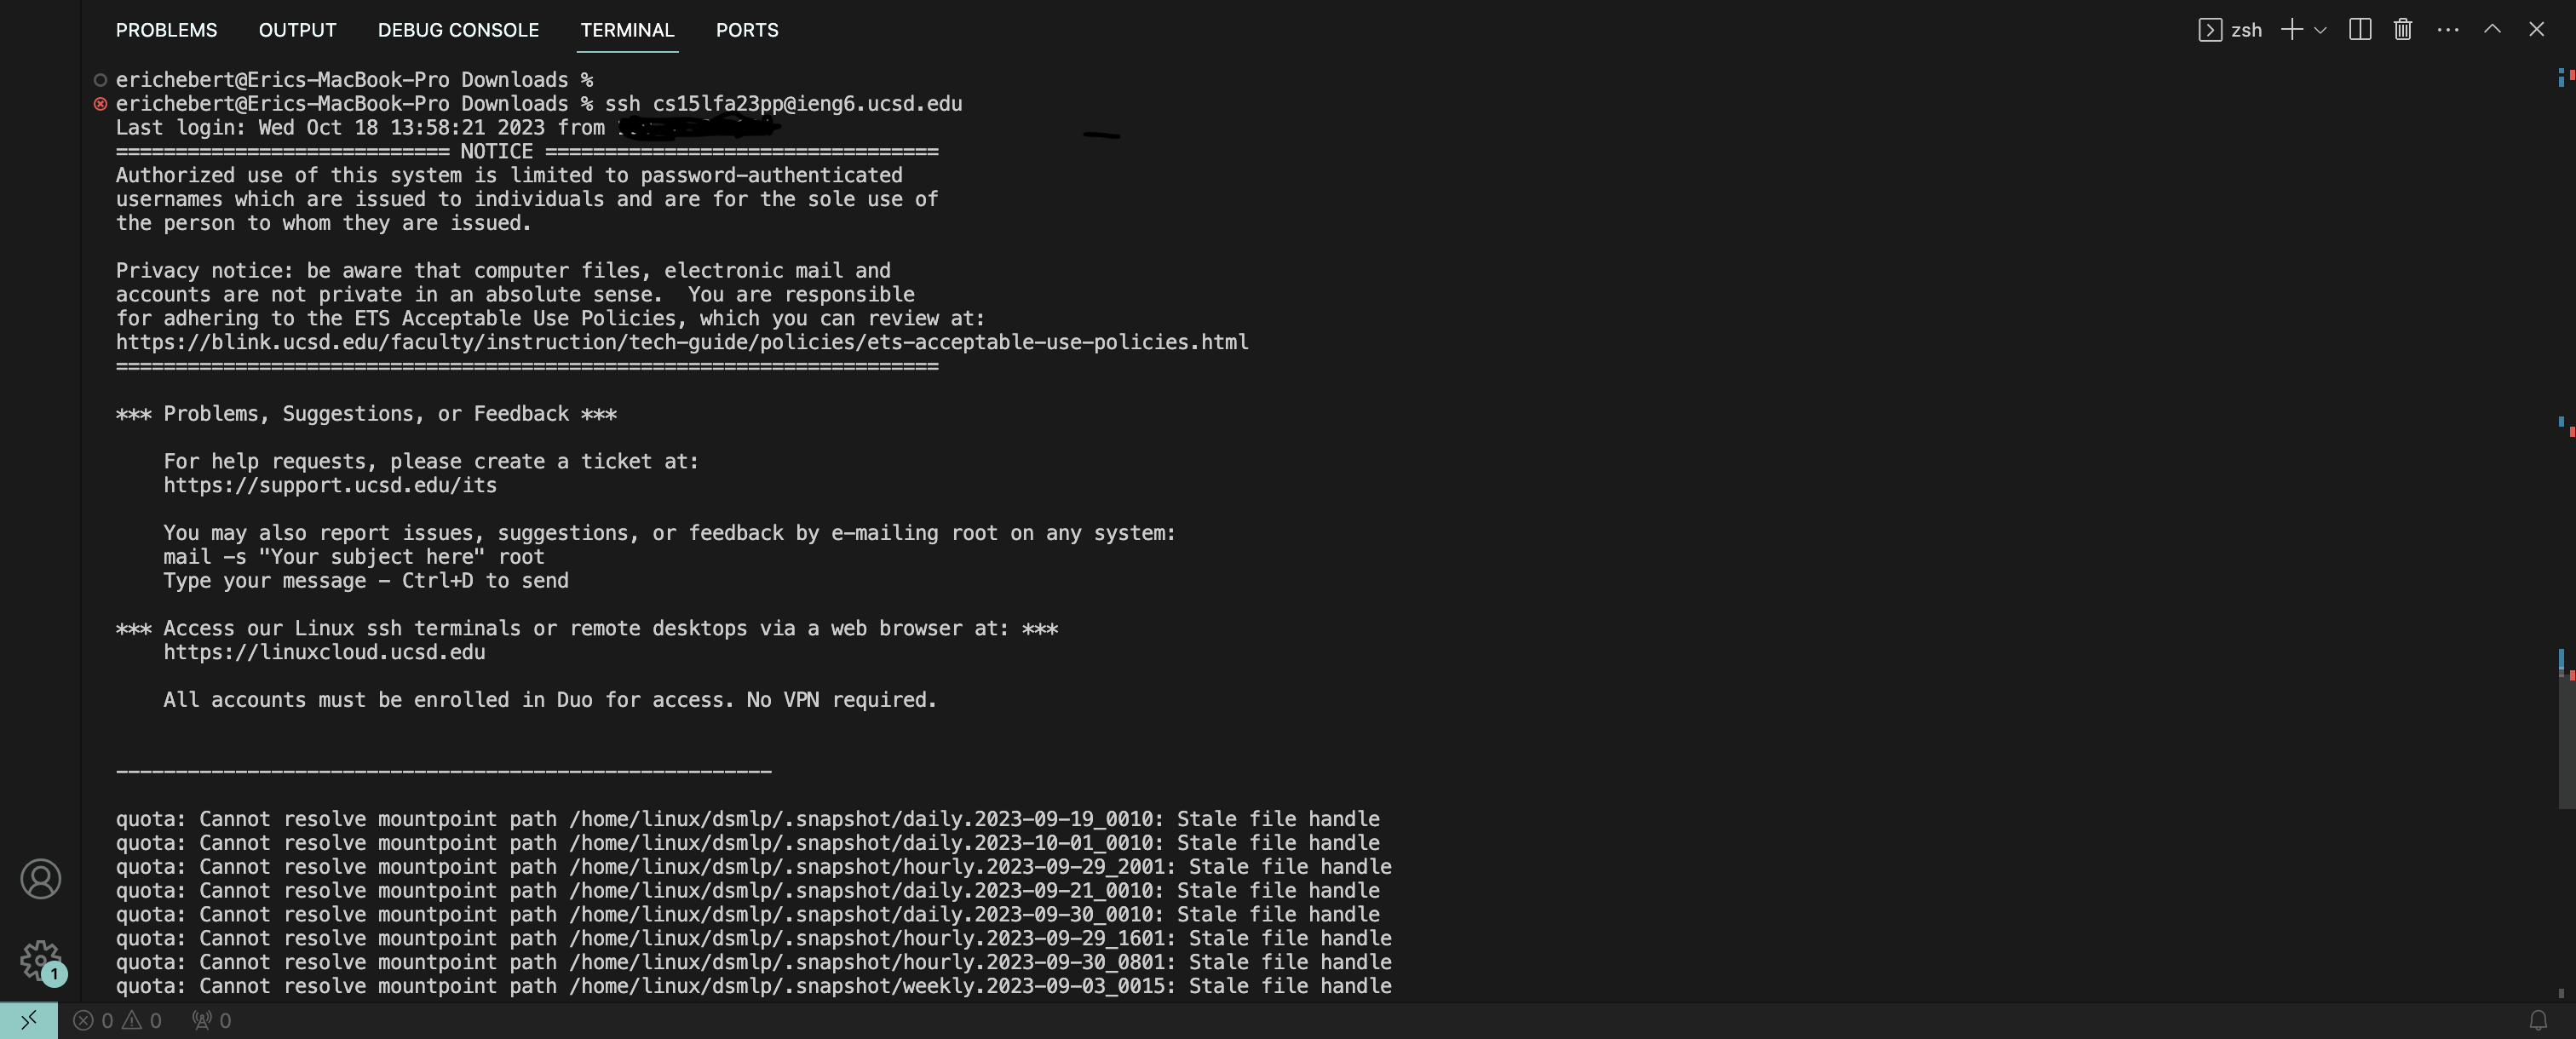 PROBLEMS OUTPUT DEBUG CONSOLE TERMINAL PORTS zsh
erichebert@Erics-MacBook-Pro Downloads %
erichebert@Erics-MacBook-Pro Downloads % ssh cs15lfa23pp@ieng6.ucsd.edu
Last login: Wed Oct 18 13:58:21 2023 from
============================ NOTICE =================================
Authorized use of this system is limited to password-authenticated
usernames which are issued to individuals and are for the sole use of
the person to whom they are issued.
Privacy notice: be aware that computer files, electronic mail and
accounts are not private in an absolute sense.  You are responsible
for adhering to the ETS Acceptable Use Policies, which you can review at:
https://blink.ucsd.edu/faculty/instruction/tech-guide/policies/ets-acceptable-use-policies.html
=====================================================================
*** Problems, Suggestions, or Feedback ***
For help requests, please create a ticket at:
https://support.ucsd.edu/its
You may also report issues, suggestions, or feedback by e-mailing root on any system:
mail -s "Your subject here" root
Type your message - Ctrl+D to send
*** Access our Linux ssh terminals or remote desktops via a web browser at: ***
https://linuxcloud.ucsd.edu
All accounts must be enrolled in Duo for access. No VPN required.
-------------------------------------------------------
quota: Cannot resolve mountpoint path /home/linux/dsmlp/.snapshot/daily.2023-09-19_0010: Stale file handle
quota: Cannot resolve mountpoint path /home/linux/dsmlp/.snapshot/daily.2023-10-01_0010: Stale file handle
quota: Cannot resolve mountpoint path /home/linux/dsmlp/.snapshot/hourly.2023-09-29_2001: Stale file handle
quota: Cannot resolve mountpoint path /home/linux/dsmlp/.snapshot/daily.2023-09-21_0010: Stale file handle
quota: Cannot resolve mountpoint path /home/linux/dsmlp/.snapshot/daily.2023-09-30_0010: Stale file handle
quota: Cannot resolve mountpoint path /home/linux/dsmlp/.snapshot/hourly.2023-09-29_1601: Stale file handle
quota: Cannot resolve mountpoint path /home/linux/dsmlp/.snapshot/hourly.2023-09-30_0801: Stale file handle
quota: Cannot resolve mountpoint path /home/linux/dsmlp/.snapshot/weekly.2023-09-03_0015: Stale file handle
1
0 0 0